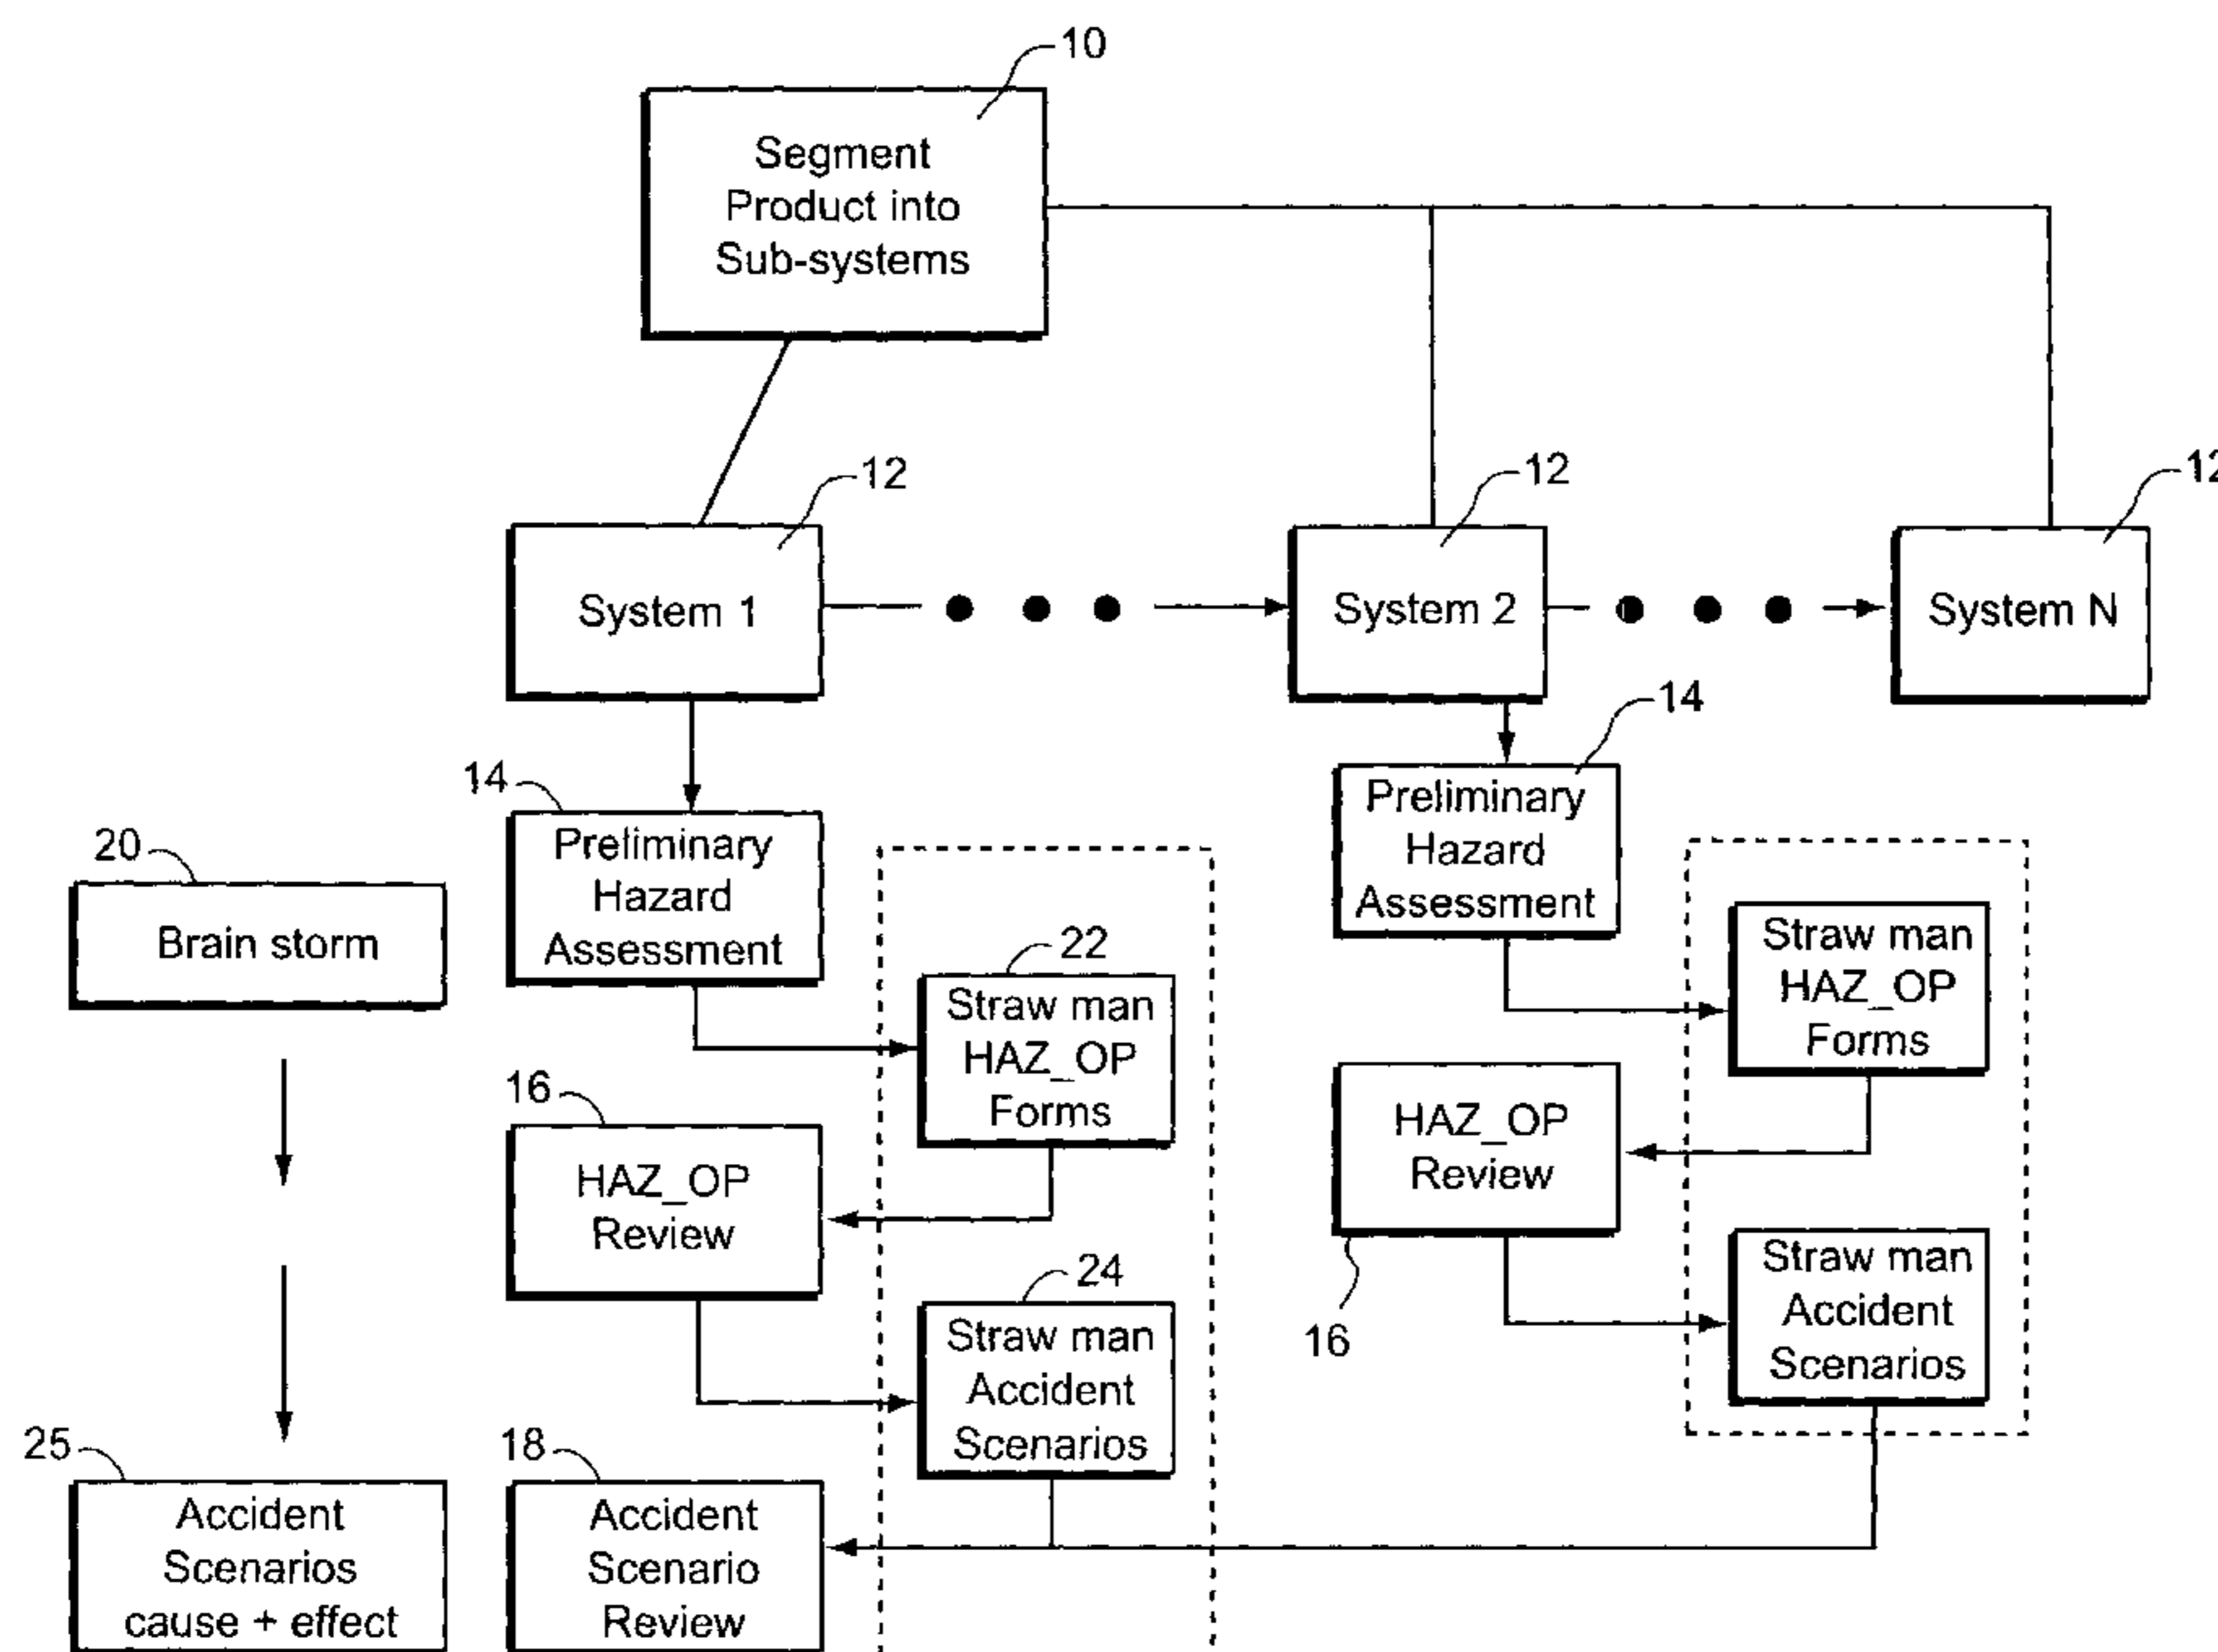 10
Segment
Product into
Sub-systems
12
System 1
12
System 2
12
System N
14
Preliminary
Hazard
Assessment
14
Preliminary
Hazard
Assessment
20
Brain storm
22
Straw man
HAZ_OP
Forms
Straw man
HAZ_OP
Forms
16
HAZ_OP
Review
HAZ_OP
Review
16
24
Straw man
Accident
Scenarios
Straw man
Accident
Scenarios
25
Accident
Scenarios
cause + effect
18
Accident
Scenario
Review